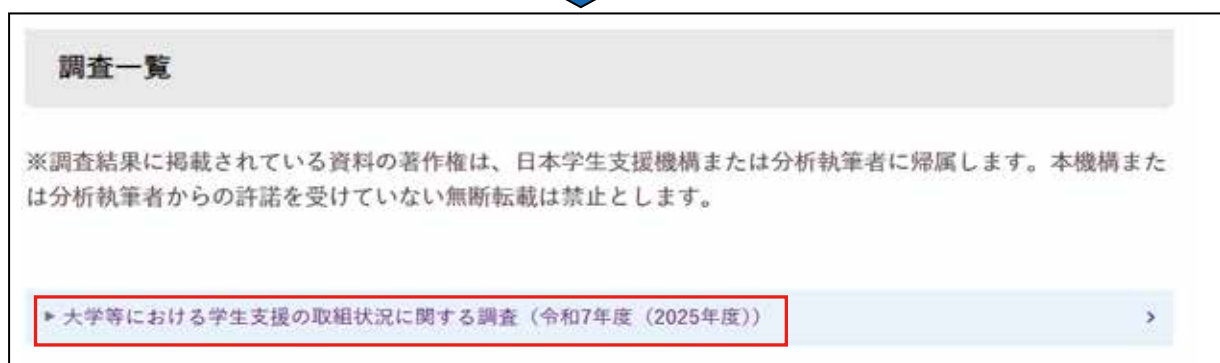 調査一覧
※調査結果に掲載されている資料の著作権は、日本学生支援機構または分析執筆者に帰属します。本機構また
は分析執筆者からの許諾を受けていない無断転載は禁止とします。
▶ 大学等における学生支援の取組状況に関する調査（令和7年度（2025年度））